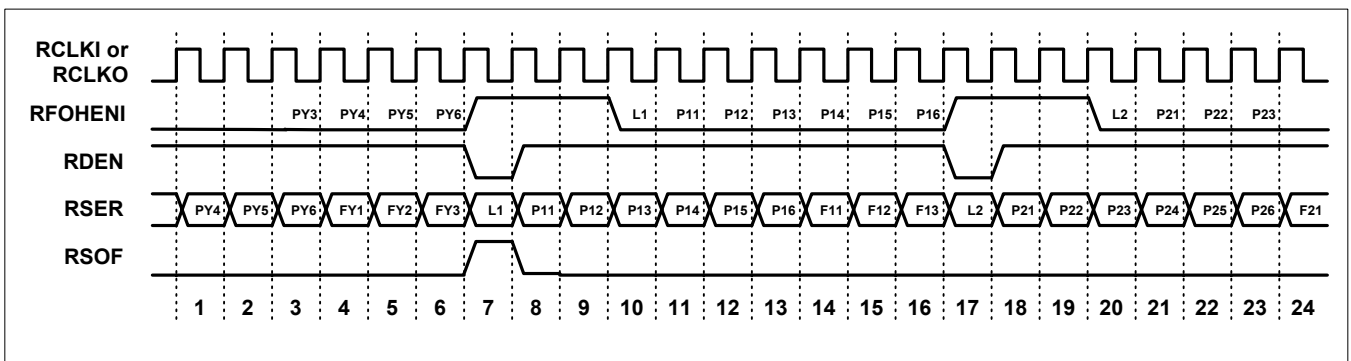 RCLKI or
RCLKO
RFOHENI PY3 PY4 PY5 PY6 L1 P11 P12 P13 P14 P15 P16 L2 P21 P22 P23
RDEN
RSER PY4 PY5 PY6 FY1 FY2 FY3 L1 P11 P12 P13 P14 P15 P16 F11 F12 F13 L2 P21 P22 P23 P24 P25 P26 F21
RSOF
1 2 3 4 5 6 7 8 9 10 11 12 13 14 15 16 17 18 19 20 21 22 23 24